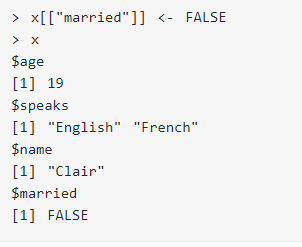 > x[["married"]] <- FALSE
> x
$age
[1] 19
$speaks
[1] "English" "French"
$name
[1] "Clair"
$married
[1] FALSE